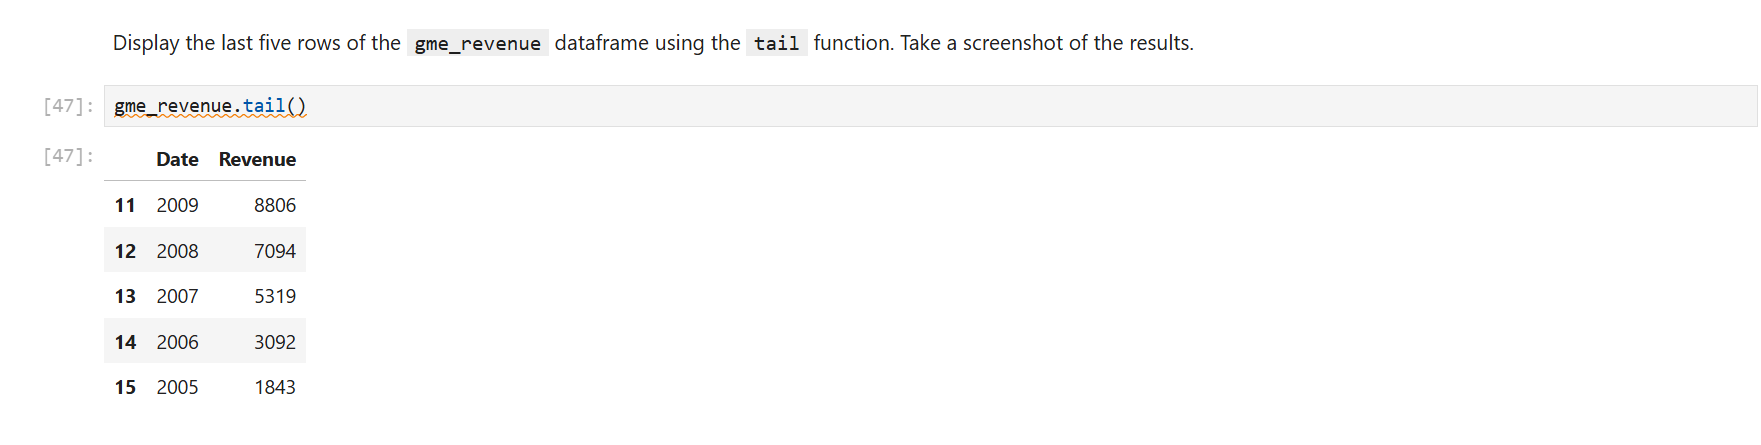 Display the last five rows of the gme_revenue dataframe using the tail function. Take a screenshot of the results.
[47]: gme_revenue.tail()
[47]: Date Revenue
11 2009 8806
12 2008 7094
13 2007 5319
14 2006 3092
15 2005 1843